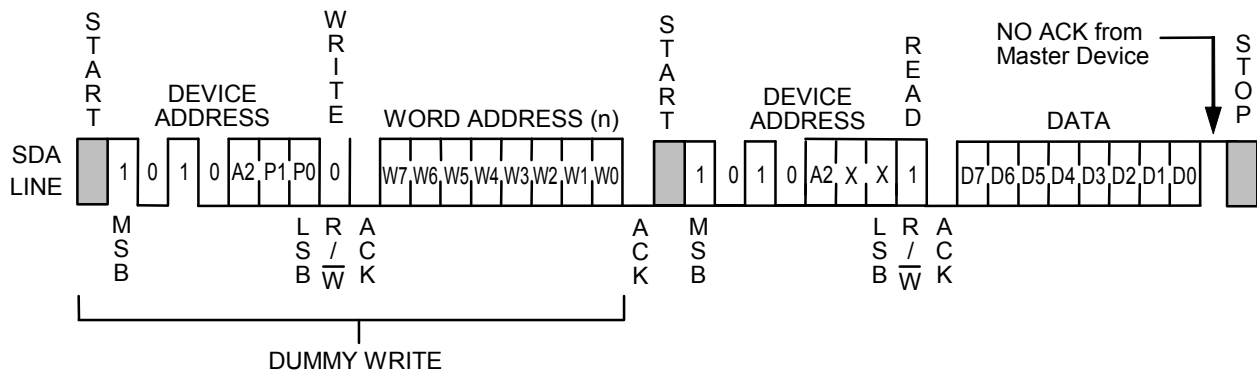 START
WRITE
START
READ
NO ACK from
Master Device
STOP
DEVICE
ADDRESS
WORD ADDRESS (n)
DEVICE
ADDRESS
DATA
SDA
LINE
1 0 1 0 A2 P1 P0 0 W7 W6 W5 W4 W3 W2 W1 W0 1 0 1 0 A2 X X 1 D7 D6 D5 D4 D3 D2 D1 D0
MSB
LSB
R/W̅
ACK
ACK
MSB
LSB
R/W̅
ACK
DUMMY WRITE